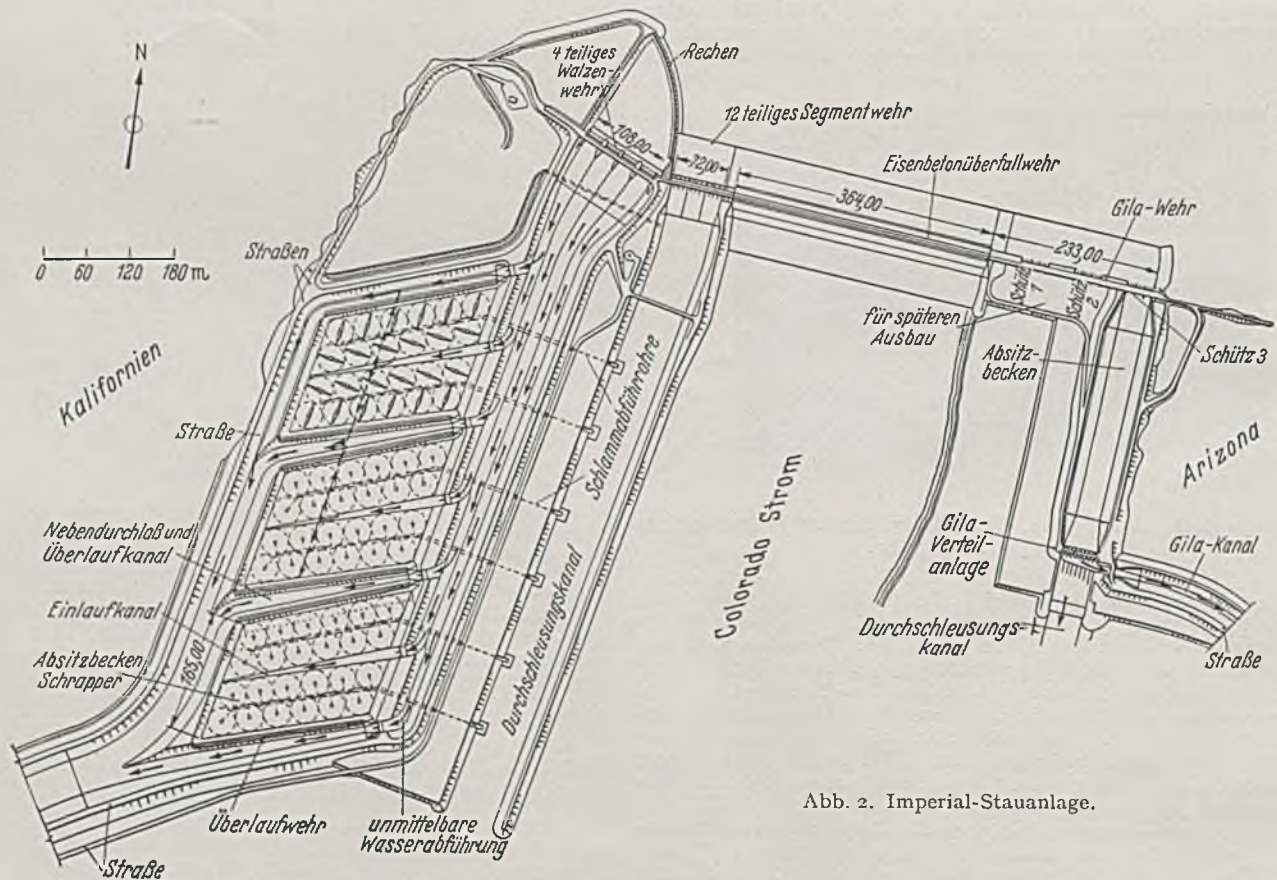 N
0 60 120 180 m
4 teiliges
Walzen-
wehr
Rechen
12 teiliges Segmentwehr
108,00
72,00
Eisenbetonüberfallwehr
364,00
Gila-Wehr
233,00
Straßen
Schütz
1
Schütz
2
für späteren
Ausbau
Absitz-
becken
Schütz 3
Kalifornien
Straße
Arizona
Schlammabführrohre
Nebendurchlaß und
Überlaufkanal
Einlaufkanal
Absitzbecken
Schrapper
165,00
Durchschleusungskanal
Colorado Strom
Gila-
Verteil-
anlage
Gila-Kanal
Durchschleusungs-
kanal
Straße
Überlaufwehr
unmittelbare
Wasserabführung
Straße
Abb. 2. Imperial-Stauanlage.